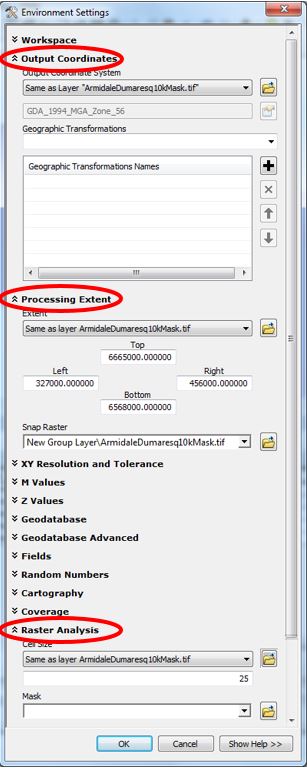 Environment Settings
Workspace
Output Coordinates
Output Coordinate System
Same as Layer "ArmidaleDumaresq10kMask.tif"
GDA_1994_MGA_Zone_56
Geographic Transformations
Geographic Transformations Names
Processing Extent
Extent
Same as layer ArmidaleDumaresq10kMask.tif
Top
6665000.000000
Left Right
327000.000000 456000.000000
Bottom
6568000.000000
Snap Raster
New Group Layer\ArmidaleDumaresq10kMask.tif
XY Resolution and Tolerance
M Values
Z Values
Geodatabase
Geodatabase Advanced
Fields
Random Numbers
Cartography
Coverage
Raster Analysis
Cell Size
Same as layer ArmidaleDumaresq10kMask.tif
25
Mask
OK Cancel Show Help >>